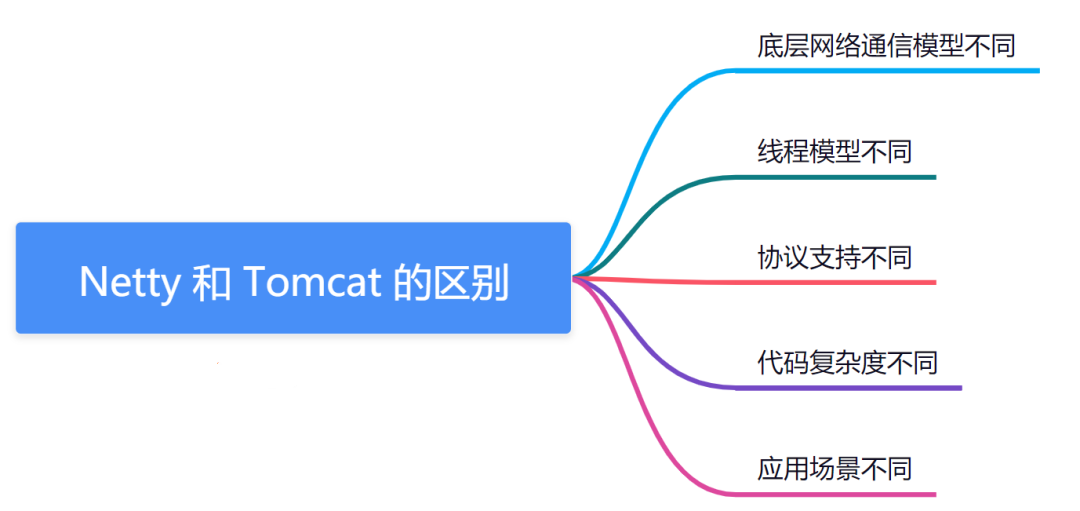 底层网络通信模型不同
线程模型不同
Netty 和 Tomcat 的区别
协议支持不同
代码复杂度不同
应用场景不同